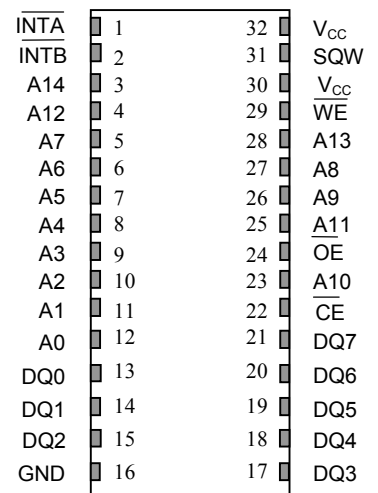 INTA 1 32 VCC
INTB 2 31 SQW
A14 3 30 VCC
A12 4 29 WE
A7 5 28 A13
A6 6 27 A8
A5 7 26 A9
A4 8 25 A11
A3 9 24 OE
A2 10 23 A10
A1 11 22 CE
A0 12 21 DQ7
DQ0 13 20 DQ6
DQ1 14 19 DQ5
DQ2 15 18 DQ4
GND 16 17 DQ3